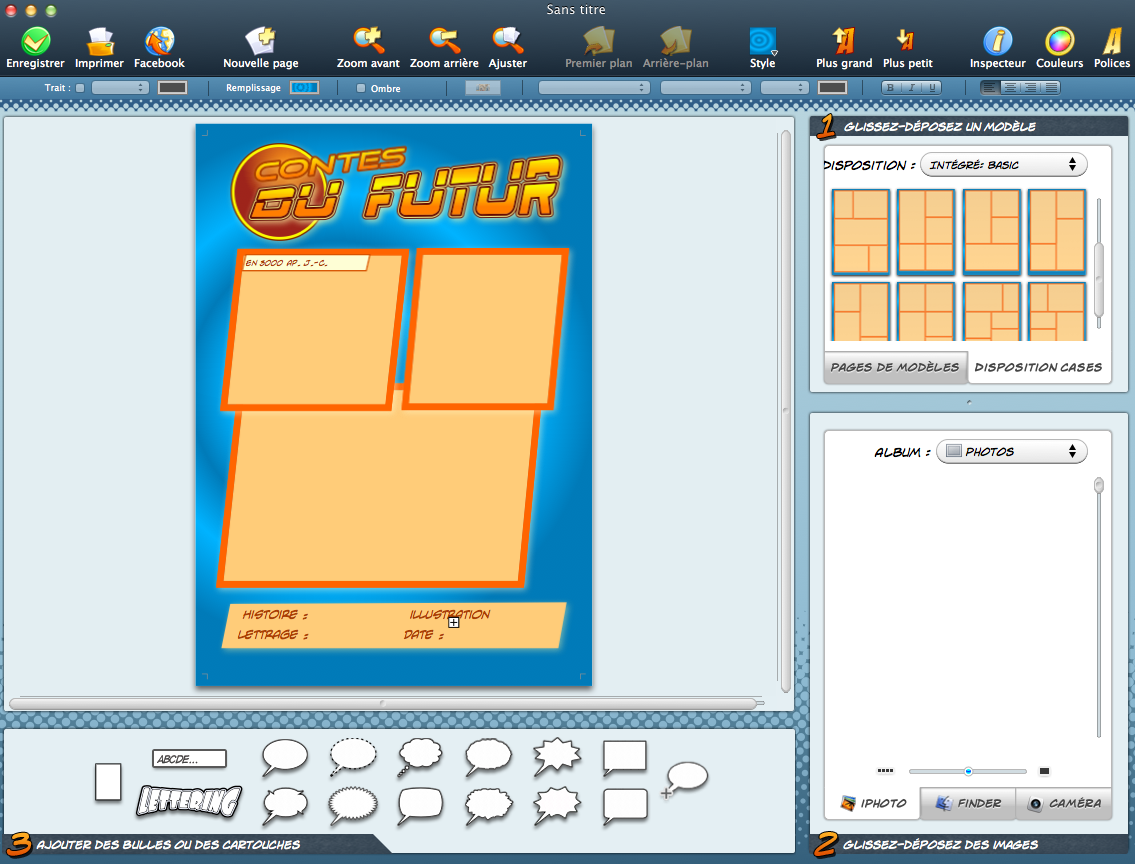 Sans titre
Enregistrer Imprimer Facebook Nouvelle page Zoom avant Zoom arrière Ajuster Premier plan Arrière-plan Style Plus grand Plus petit Inspecteur Couleurs Polices
Trait : Remplissage Ombre B I U
1 GLISSEZ-DÉPOSEZ UN MODÈLE
DISPOSITION : INTÉGRÉ: BASIC
CONTES
DU FUTUR
EN 3000 AP. J.-C.
PAGES DE MODÈLES DISPOSITION CASES
ALBUM : PHOTOS
HISTOIRE : ILLUSTRATION
LETTRAGE : DATE :
ABCDE...
LETTERING
IPHOTO FINDER CAMÉRA
3 AJOUTER DES BULLES OU DES CARTOUCHES
2 GLISSEZ-DÉPOSEZ DES IMAGES